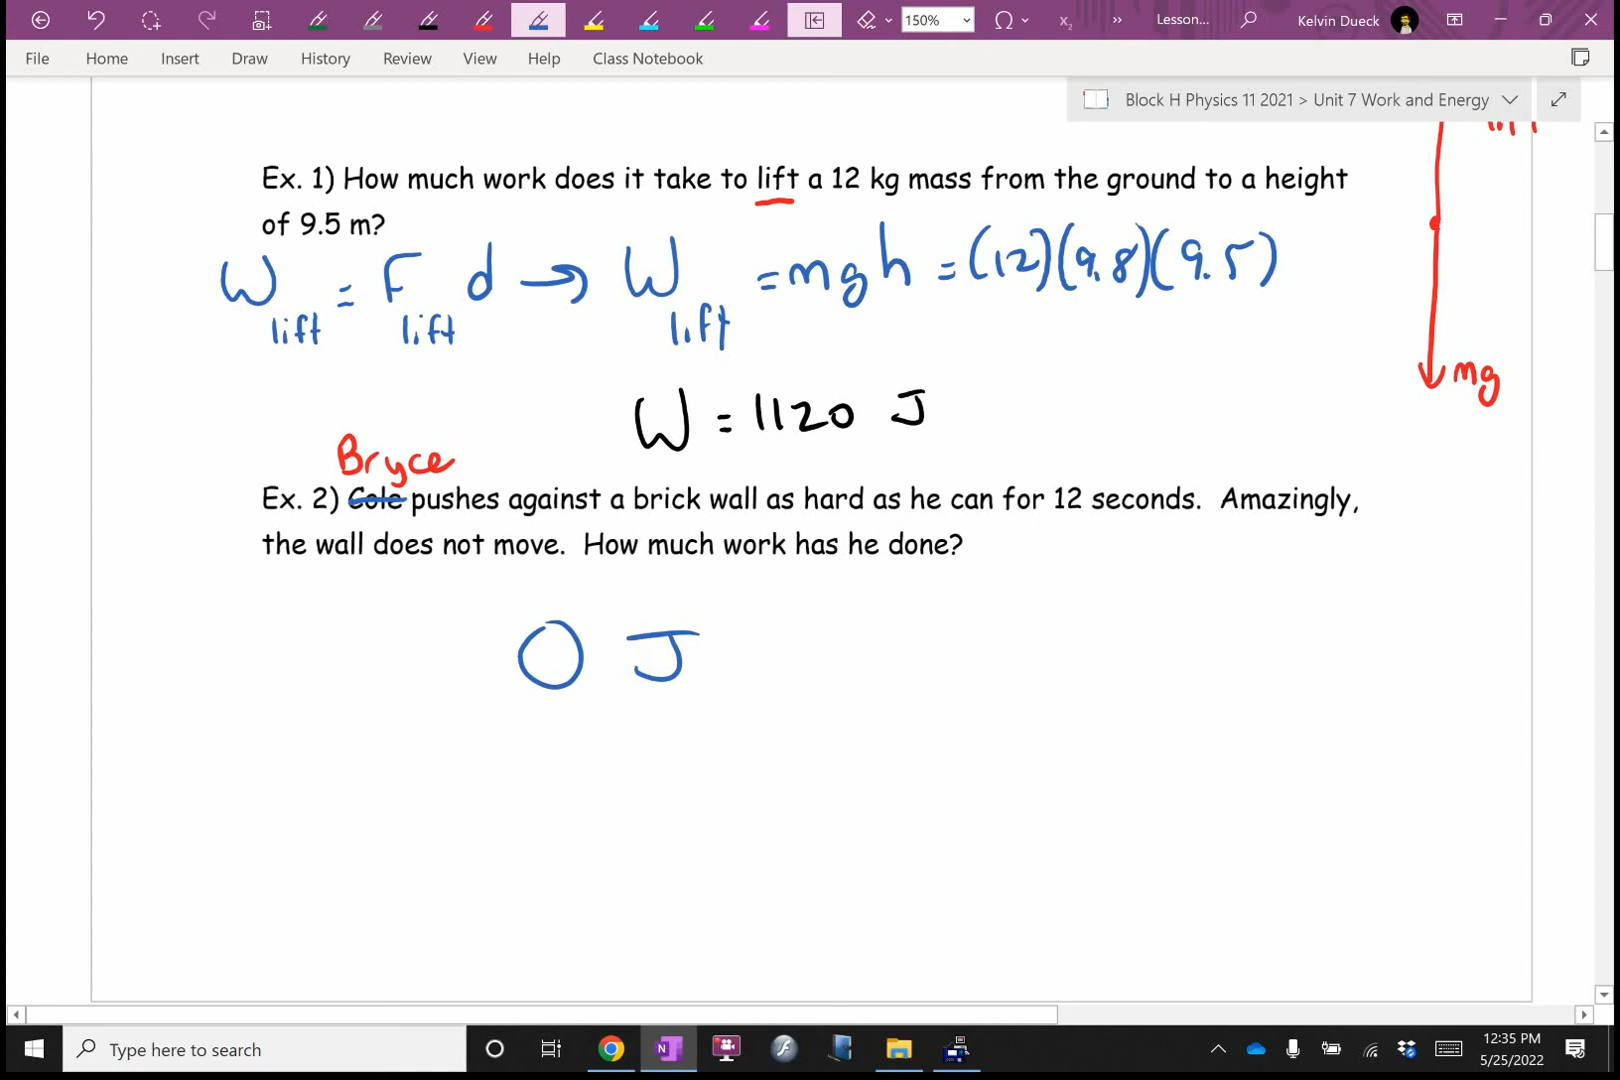 150%
Lesson...
Kelvin Dueck
File Home Insert Draw History Review View Help Class Notebook
Block H Physics 11 2021 > Unit 7 Work and Energy
Ex. 1) How much work does it take to lift a 12 kg mass from the ground to a height
of 9.5 m?
W lift = F lift d → W lift = mgh = (12)(9.8)(9.5)
mg
W = 1120 J
Bryce
Ex. 2) Cole pushes against a brick wall as hard as he can for 12 seconds. Amazingly,
the wall does not move. How much work has he done?
0 J
Type here to search
12:35 PM
5/25/2022